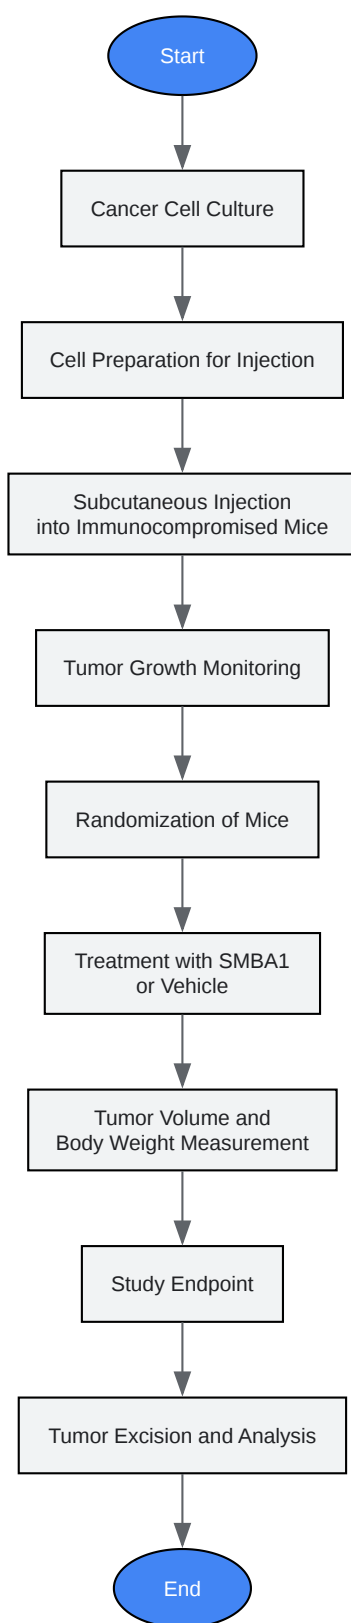 Start
Cancer Cell Culture
Cell Preparation for Injection
Subcutaneous Injection
into Immunocompromised Mice
Tumor Growth Monitoring
Randomization of Mice
Treatment with SMBA1
or Vehicle
Tumor Volume and
Body Weight Measurement
Study Endpoint
Tumor Excision and Analysis
End